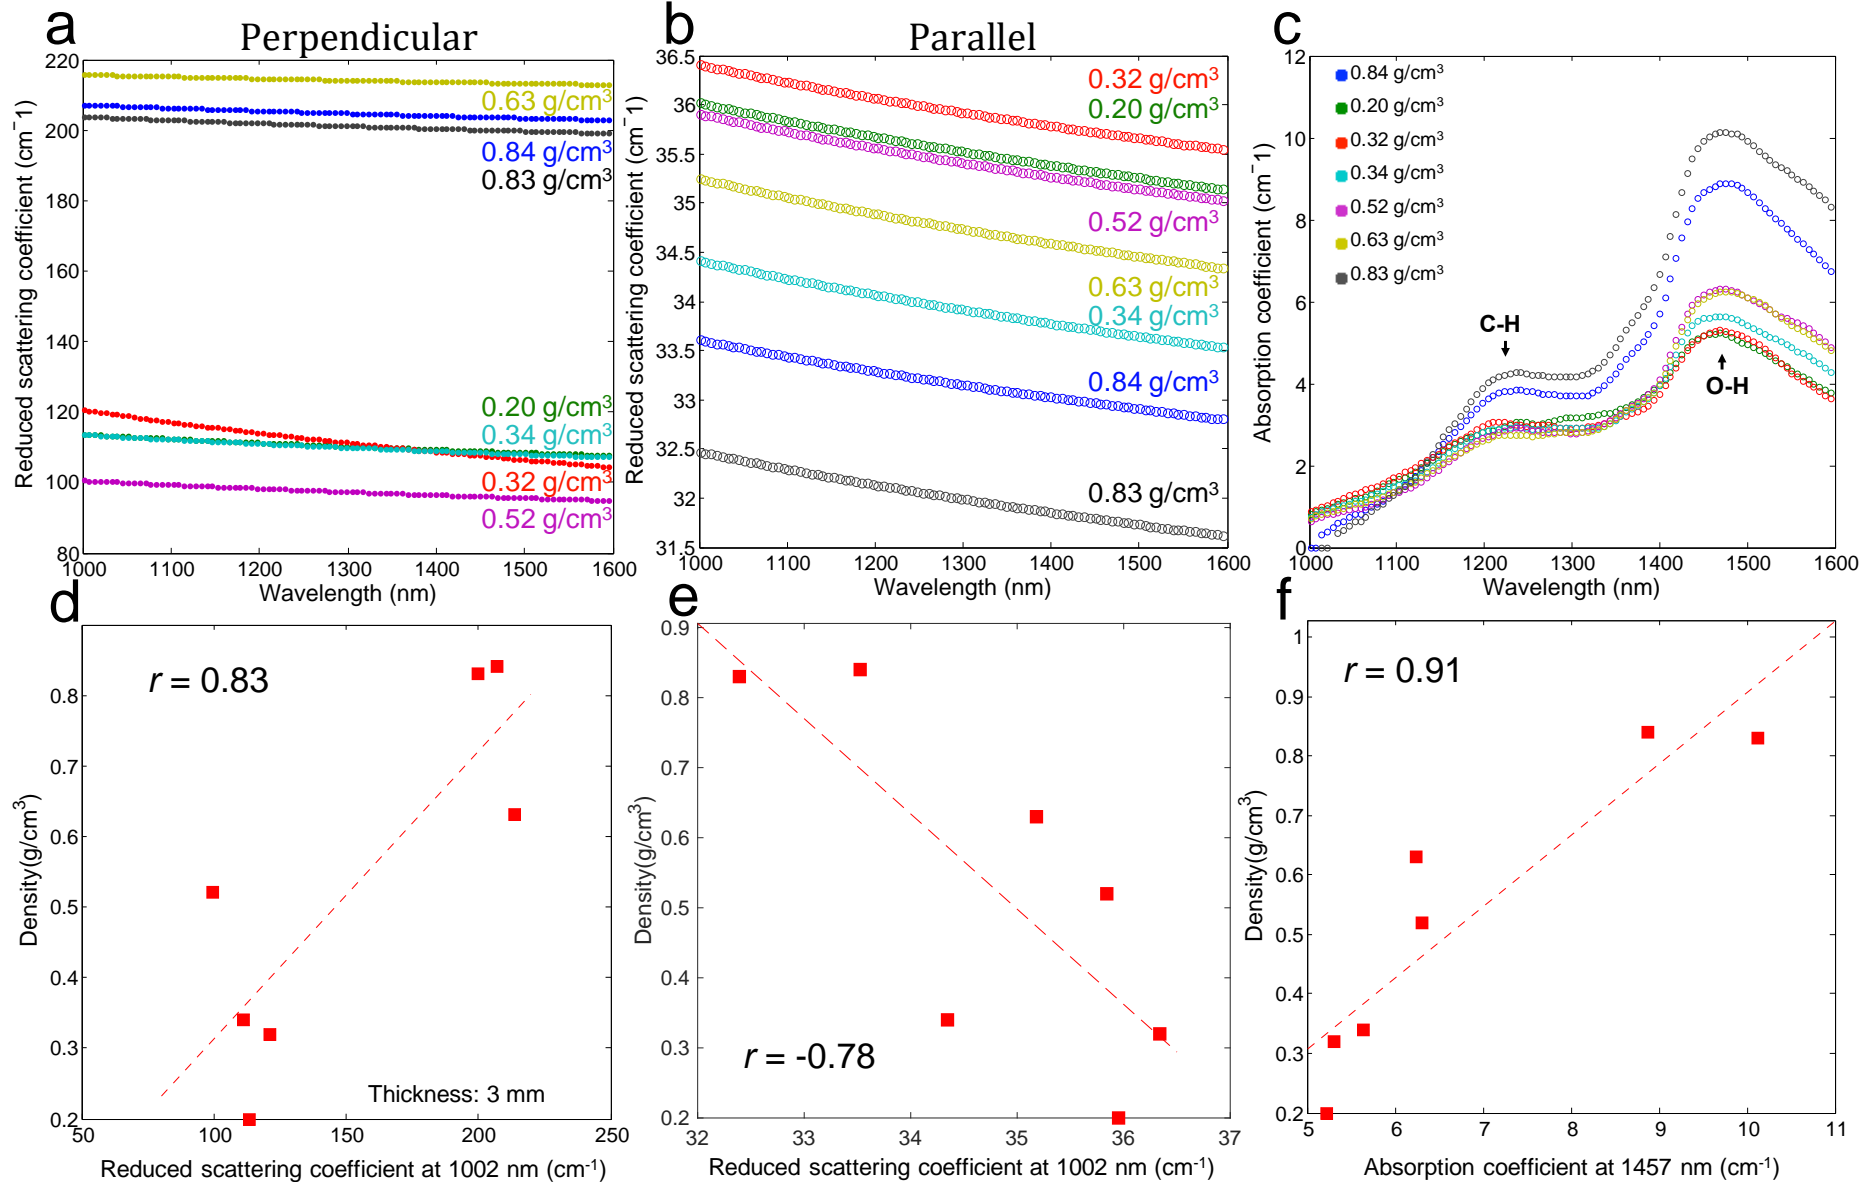 a
Perpendicular
220
200
180
160
140
120
100
80
1000
1100
1200
1300
1400
1500
1600
Reduced scattering coefficient (cm⁻1)
Wavelength (nm)
0.63 g/cm³
0.84 g/cm³
0.83 g/cm³
0.20 g/cm³
0.34 g/cm³
0.32 g/cm³
0.52 g/cm³
b
Parallel
36.5
36
35.5
35
34.5
34
33.5
33
32.5
32
31.5
1000
1100
1200
1300
1400
1500
1600
Reduced scattering coefficient (cm⁻1)
Wavelength (nm)
0.32 g/cm³
0.20 g/cm³
0.52 g/cm³
0.63 g/cm³
0.34 g/cm³
0.84 g/cm³
0.83 g/cm³
c
12
10
8
6
4
2
0
1000
1100
1200
1300
1400
1500
1600
Absorption coefficient (cm⁻1)
Wavelength (nm)
0.84 g/cm³
0.20 g/cm³
0.32 g/cm³
0.34 g/cm³
0.52 g/cm³
0.63 g/cm³
0.83 g/cm³
C-H
O-H
d
r = 0.83
Thickness: 3 mm
0.8
0.7
0.6
0.5
0.4
0.3
0.2
50
100
150
200
250
Density(g/cm³)
Reduced scattering coefficient at 1002 nm (cm⁻¹)
e
r = -0.78
0.9
0.8
0.7
0.6
0.5
0.4
0.3
0.2
32
33
34
35
36
37
Density(g/cm³)
Reduced scattering coefficient at 1002 nm (cm⁻¹)
f
r = 0.91
1
0.9
0.8
0.7
0.6
0.5
0.4
0.3
0.2
5
6
7
8
9
10
11
Density(g/cm³)
Absorption coefficient at 1457 nm (cm⁻¹)